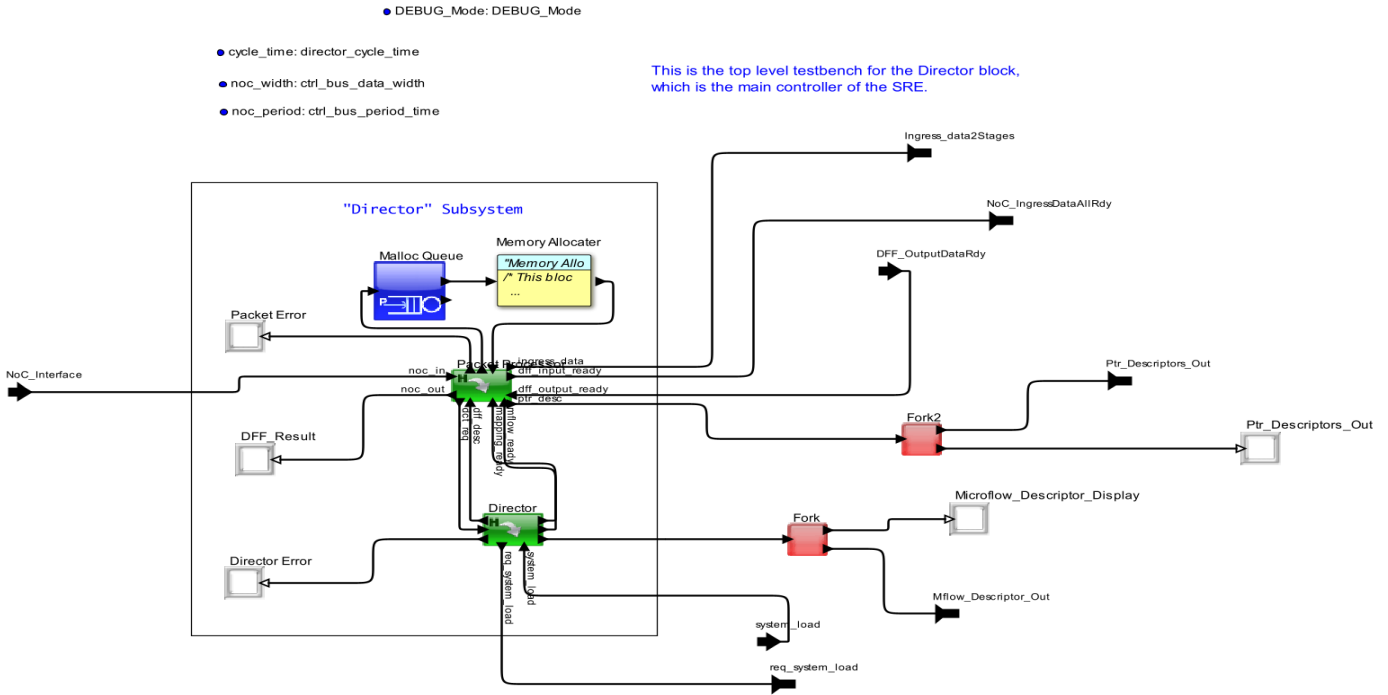 DEBUG_Mode: DEBUG_Mode
cycle_time: director_cycle_time
noc_width: ctrl_bus_data_width
noc_period: ctrl_bus_period_time
This is the top level testbench for the Director block,
which is the main controller of the SRE.
Ingress_data2Stages
NoC_IngressDataAllRdy
DFF_OutputDataRdy
"Director" Subsystem
Malloc Queue
Memory Allocater
"Memory Allo
/* This bloc
...
P
Packet Error
Packet Processor
H
NoC_Interface
noc_in
noc_out
ingress_data
dff_input_ready
dff_output_ready
ptr_desc
dct_req
dff_desc
mapping_ready
mflow_ready
DFF_Result
Ptr_Descriptors_Out
Fork2
Ptr_Descriptors_Out
Director
H
Fork
Microflow_Descriptor_Display
Director Error
req_system_load
system_load
Mflow_Descriptor_Out
system_load
req_system_load